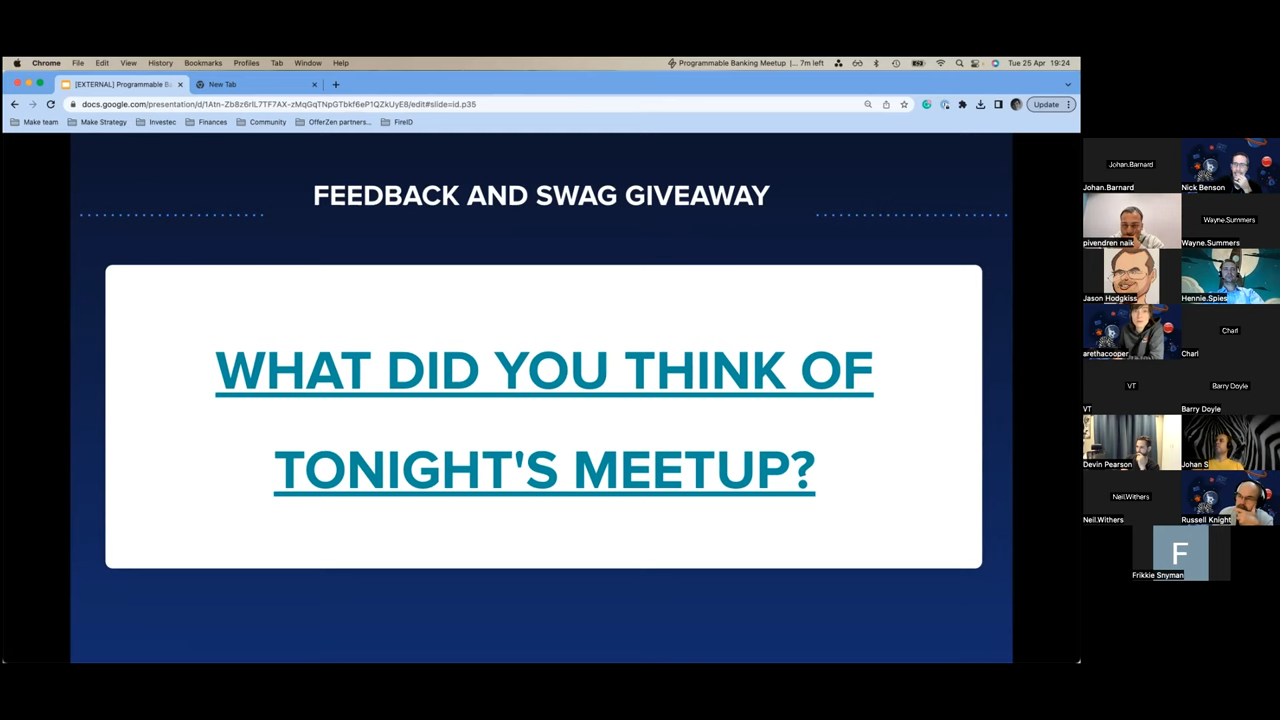 Chrome File Edit View History Bookmarks Profiles Tab Window Help
Programmable Banking Meetup | ... 7m left
Tue 25 Apr 19:24
[EXTERNAL] Programmable Ba
New Tab
docs.google.com/presentation/d/1Atn-Zb8z6rlL7TF7AX-zMqGqTNpGTbkf6eP1QZkUyE8/edit#slide=id.p35
Update
Make team Make Strategy Investec Finances Community OfferZen partners... FireID
FEEDBACK AND SWAG GIVEAWAY
WHAT DID YOU THINK OF
TONIGHT'S MEETUP?
Johan.Barnard
Johan.Barnard
Nick Benson
Wayne.Summers
pivendren naik
Wayne.Summers
Jason Hodgkiss
Hennie.Spies
Charl
arethacooper
Charl
VT
Barry Doyle
VT
Barry Doyle
Devin Pearson
Johan S
Neil.Withers
Neil.Withers
Russell Knight
F
Frikkie Snyman